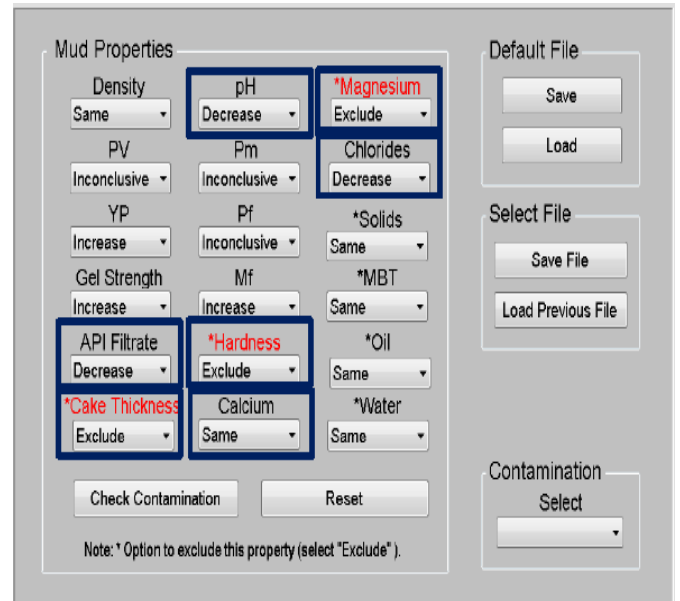 Mud Properties
Density pH *Magnesium
Same Decrease Exclude
PV Pm Chlorides
Inconclusive Inconclusive Decrease
YP Pf *Solids
Increase Inconclusive Same
Gel Strength Mf *MBT
Increase Increase Same
API Filtrate *Hardness *Oil
Decrease Exclude Same
*Cake Thickness Calcium *Water
Exclude Same Same
Check Contamination Reset
Note: * Option to exclude this property (select "Exclude" ).
Default File
Save
Load
Select File
Save File
Load Previous File
Contamination
Select